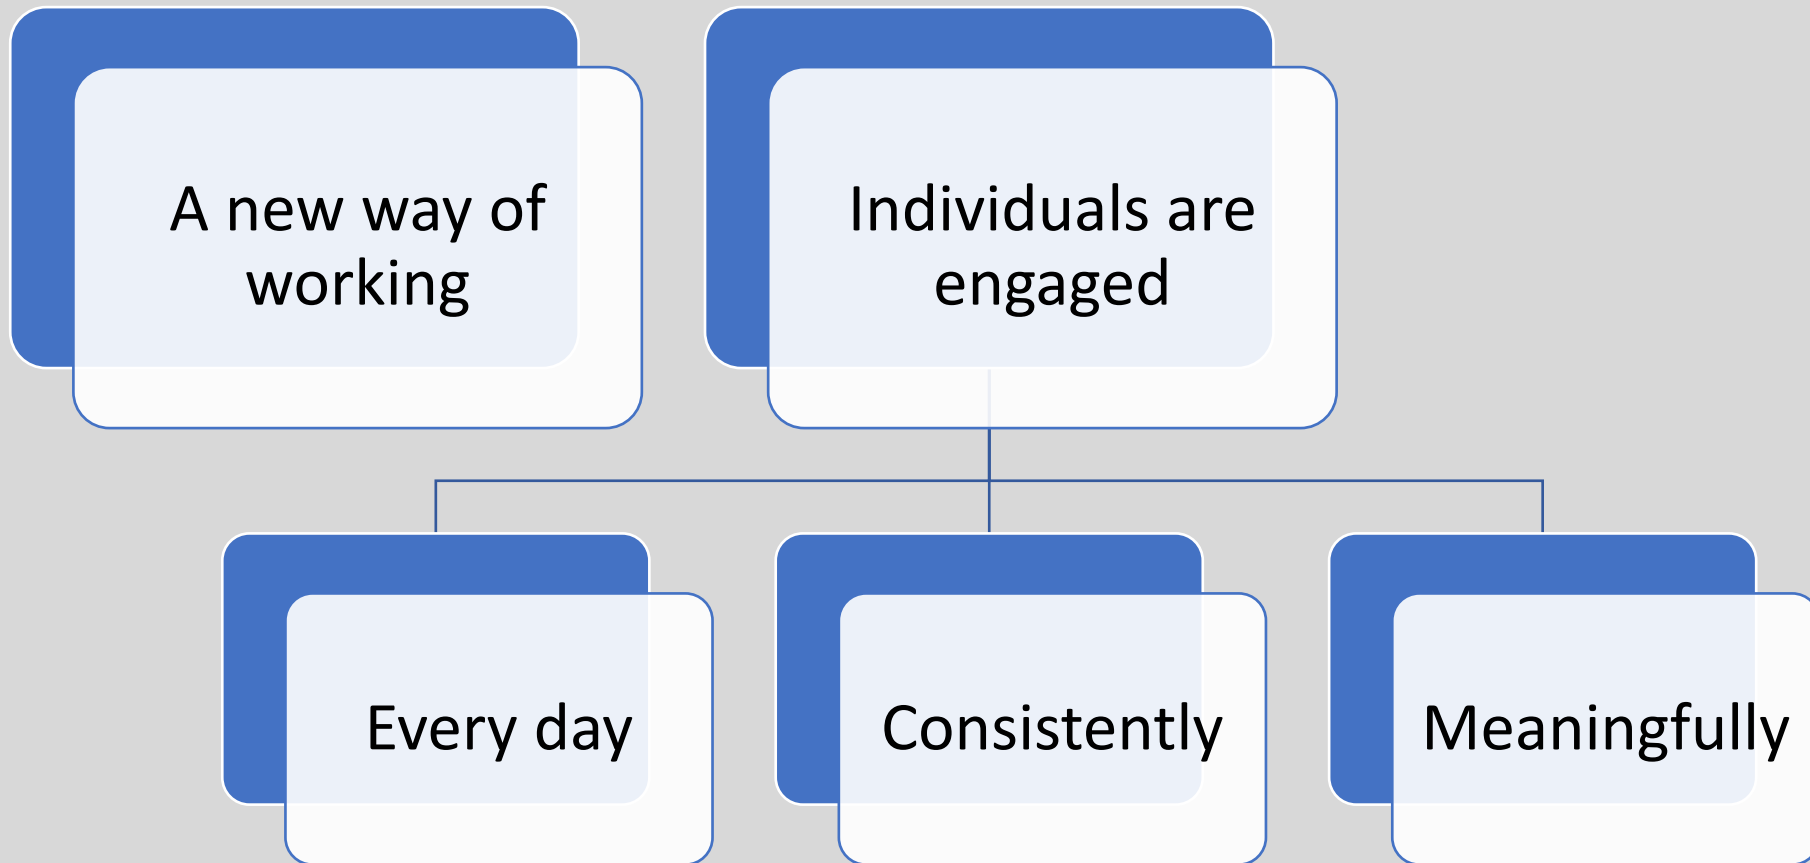 A new way of
working
Individuals are
engaged
Every day
Consistently
Meaningfully